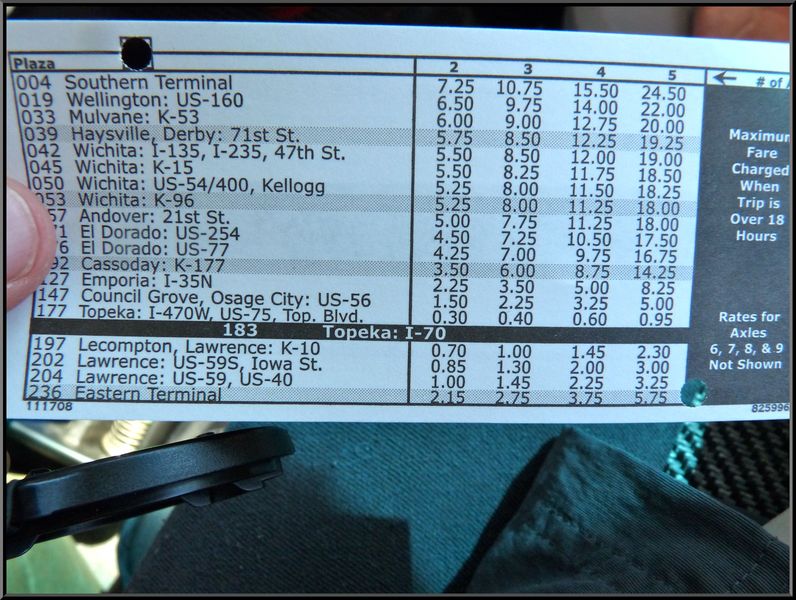 Plaza 2 3 4 5 ← # of
004 Southern Terminal 7.25 10.75 15.50 24.50
019 Wellington: US-160 6.50 9.75 14.00 22.00
033 Mulvane: K-53 6.00 9.00 12.75 20.00
039 Haysville, Derby: 71st St. 5.75 8.50 12.25 19.25
042 Wichita: I-135, I-235, 47th St. 5.50 8.50 12.00 19.00
045 Wichita: K-15 5.50 8.25 11.75 18.50
050 Wichita: US-54/400, Kellogg 5.25 8.00 11.50 18.25
053 Wichita: K-96 5.25 8.00 11.25 18.00
57 Andover: 21st St. 5.00 7.75 11.25 18.00
1 El Dorado: US-254 4.50 7.25 10.50 17.50
6 El Dorado: US-77 4.25 7.00 9.75 16.75
92 Cassoday: K-177 3.50 6.00 8.75 14.25
127 Emporia: I-35N 2.25 3.50 5.00 8.25
147 Council Grove, Osage City: US-56 1.50 2.25 3.25 5.00
177 Topeka: I-470W, US-75, Top. Blvd. 0.30 0.40 0.60 0.95
183 Topeka: I-70
197 Lecompton, Lawrence: K-10 0.70 1.00 1.45 2.30
202 Lawrence: US-59S, Iowa St. 0.85 1.30 2.00 3.00
204 Lawrence: US-59, US-40 1.00 1.45 2.25 3.25
236 Eastern Terminal 2.15 2.75 3.75 5.75
111708
Maximum
Fare
Charged
When
Trip is
Over 18
Hours
Rates for
Axles
6, 7, 8, & 9
Not Shown
825996